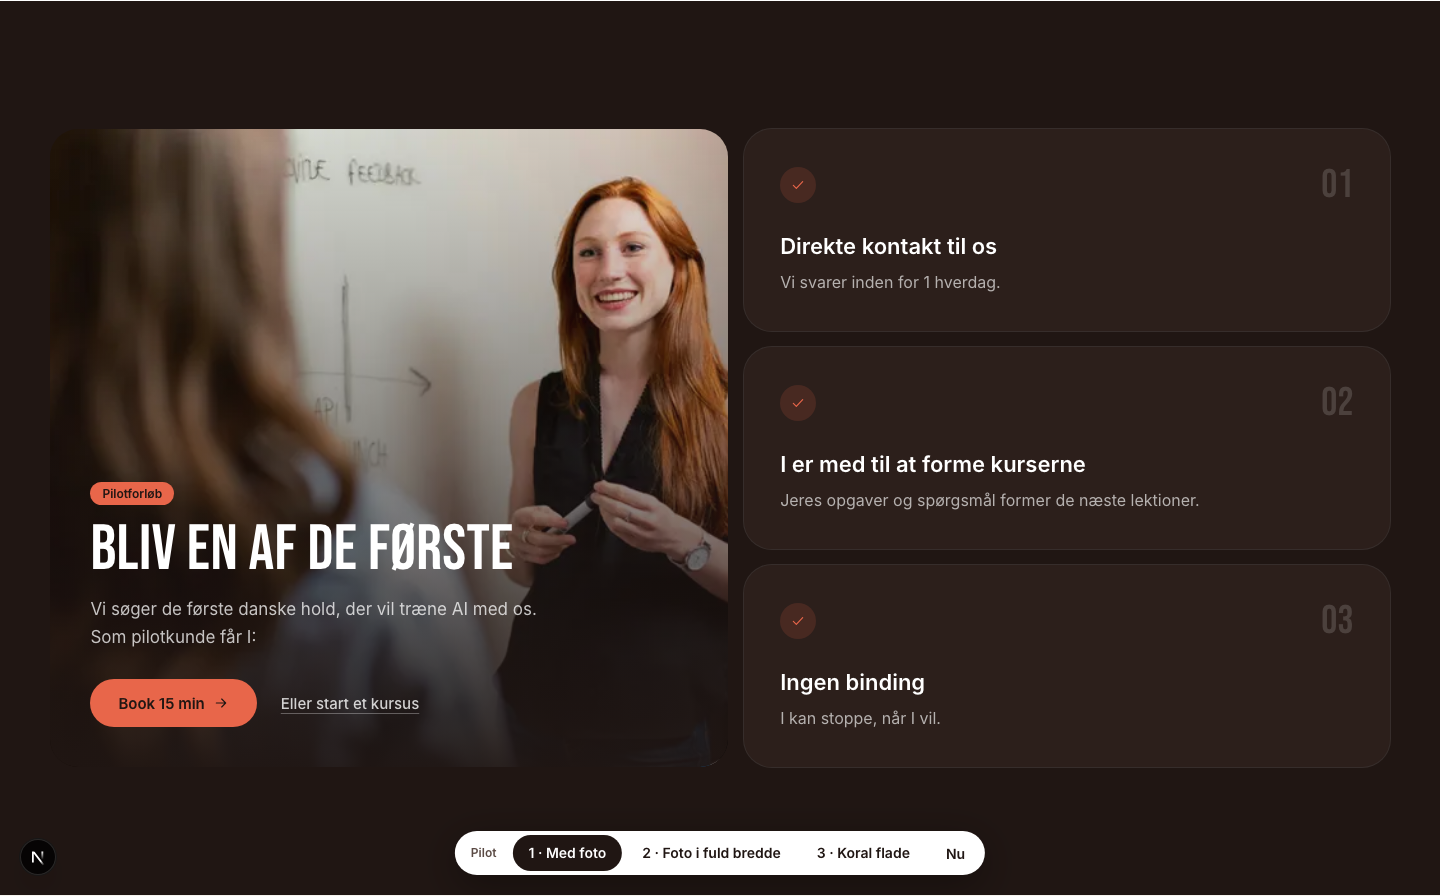 FEEDBACK
API
Pilotforløb
BLIV EN AF DE FØRSTE
Vi søger de første danske hold, der vil træne AI med os.
Som pilotkunde får I:
Book 15 min →
Eller start et kursus
01
Direkte kontakt til os
Vi svarer inden for 1 hverdag.
02
I er med til at forme kurserne
Jeres opgaver og spørgsmål former de næste lektioner.
03
Ingen binding
I kan stoppe, når I vil.
N
Pilot
1 · Med foto
2 · Foto i fuld bredde
3 · Koral flade
Nu